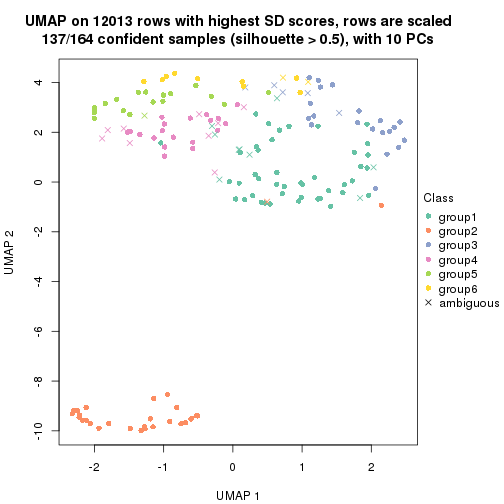 UMAP on 12013 rows with highest SD scores, rows are scaled
137/164 confident samples (silhouette > 0.5), with 10 PCs
4
2
0
-2
-4
-6
-8
-10
UMAP 2
-2
-1
0
1
2
UMAP 1
Class
group1
group2
group3
group4
group5
group6
ambiguous